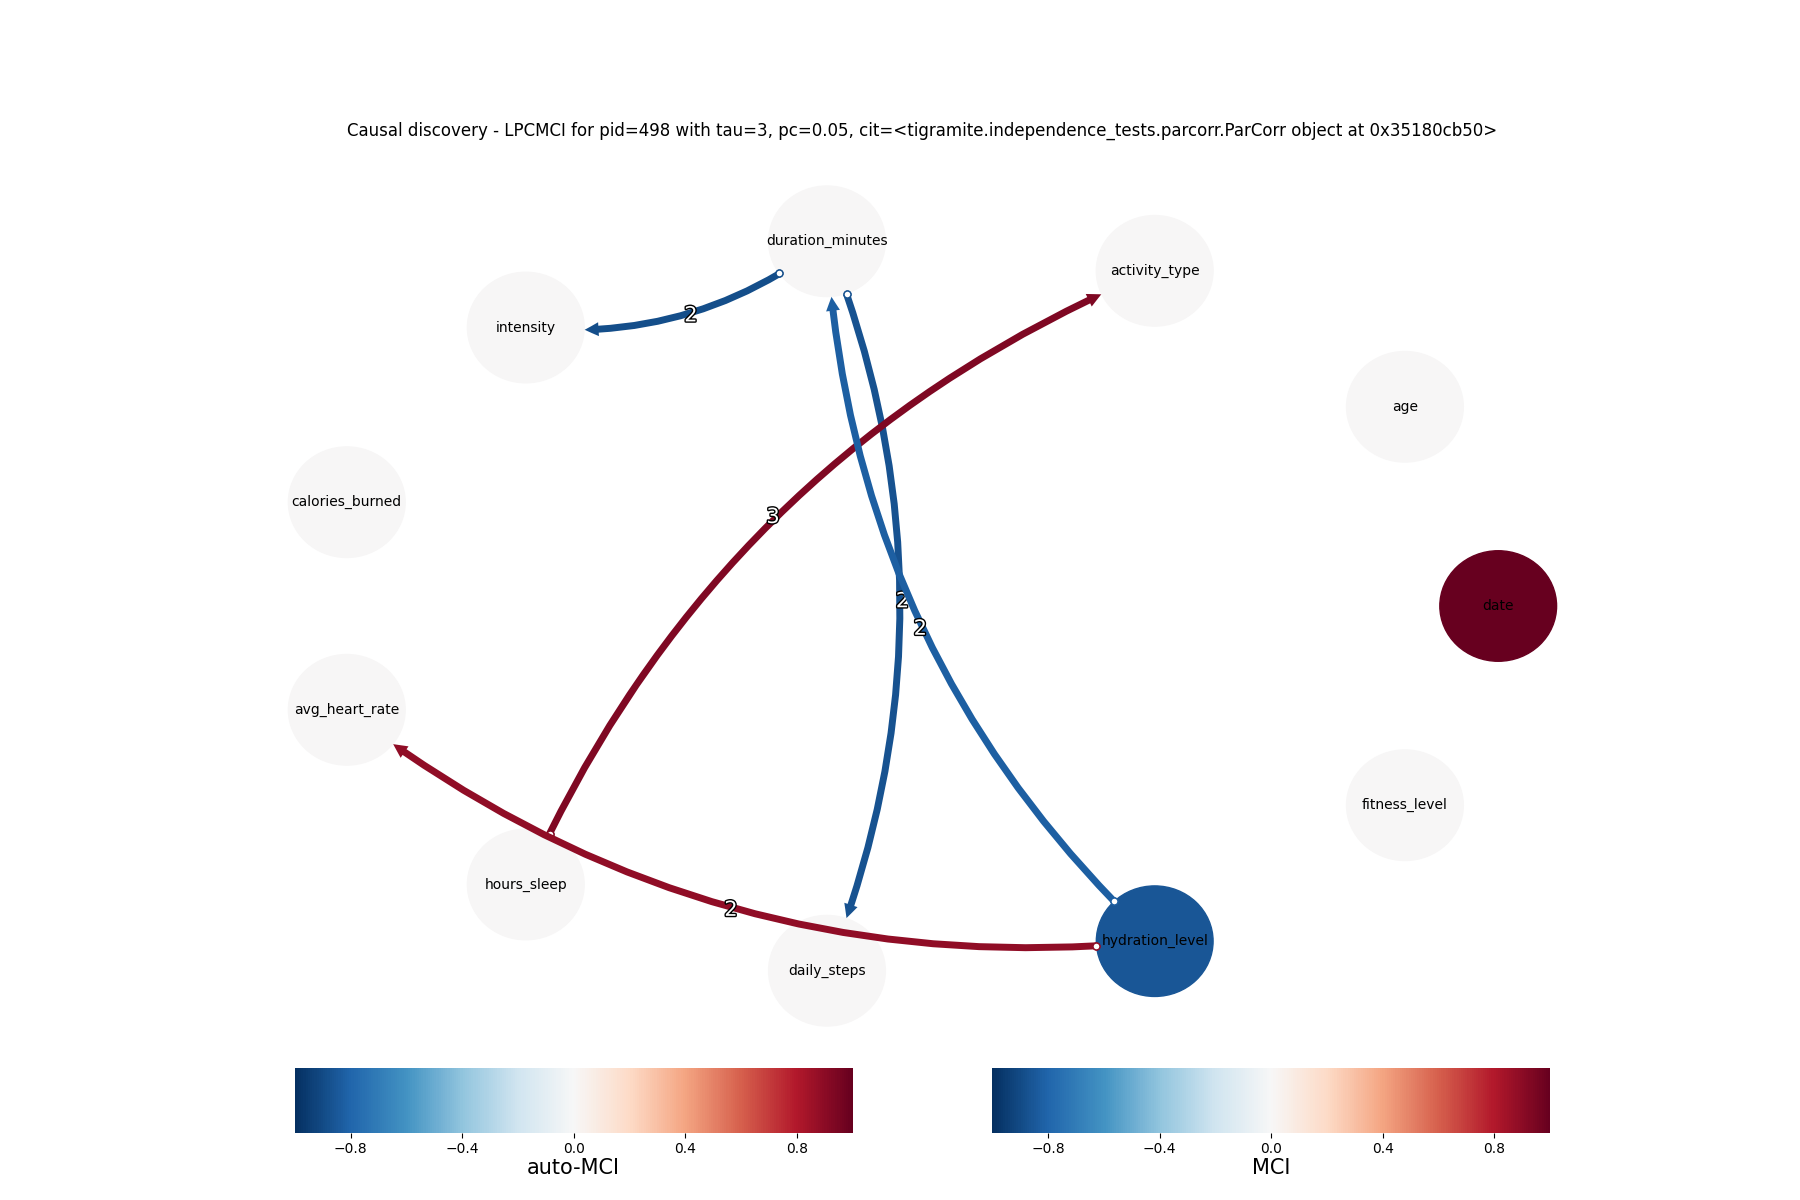 Causal discovery - LPCMCI for pid=498 with tau=3, pc=0.05, cit=<tigramite.independence_tests.parcorr.ParCorr object at 0x35180cb50>
duration_minutes
activity_type
intensity
2
age
calories_burned
3
date
2
2
avg_heart_rate
fitness_level
hours_sleep
2
hydration_level
daily_steps
−0.8 −0.4 0.0 0.4 0.8
auto-MCI
−0.8 −0.4 0.0 0.4 0.8
MCI